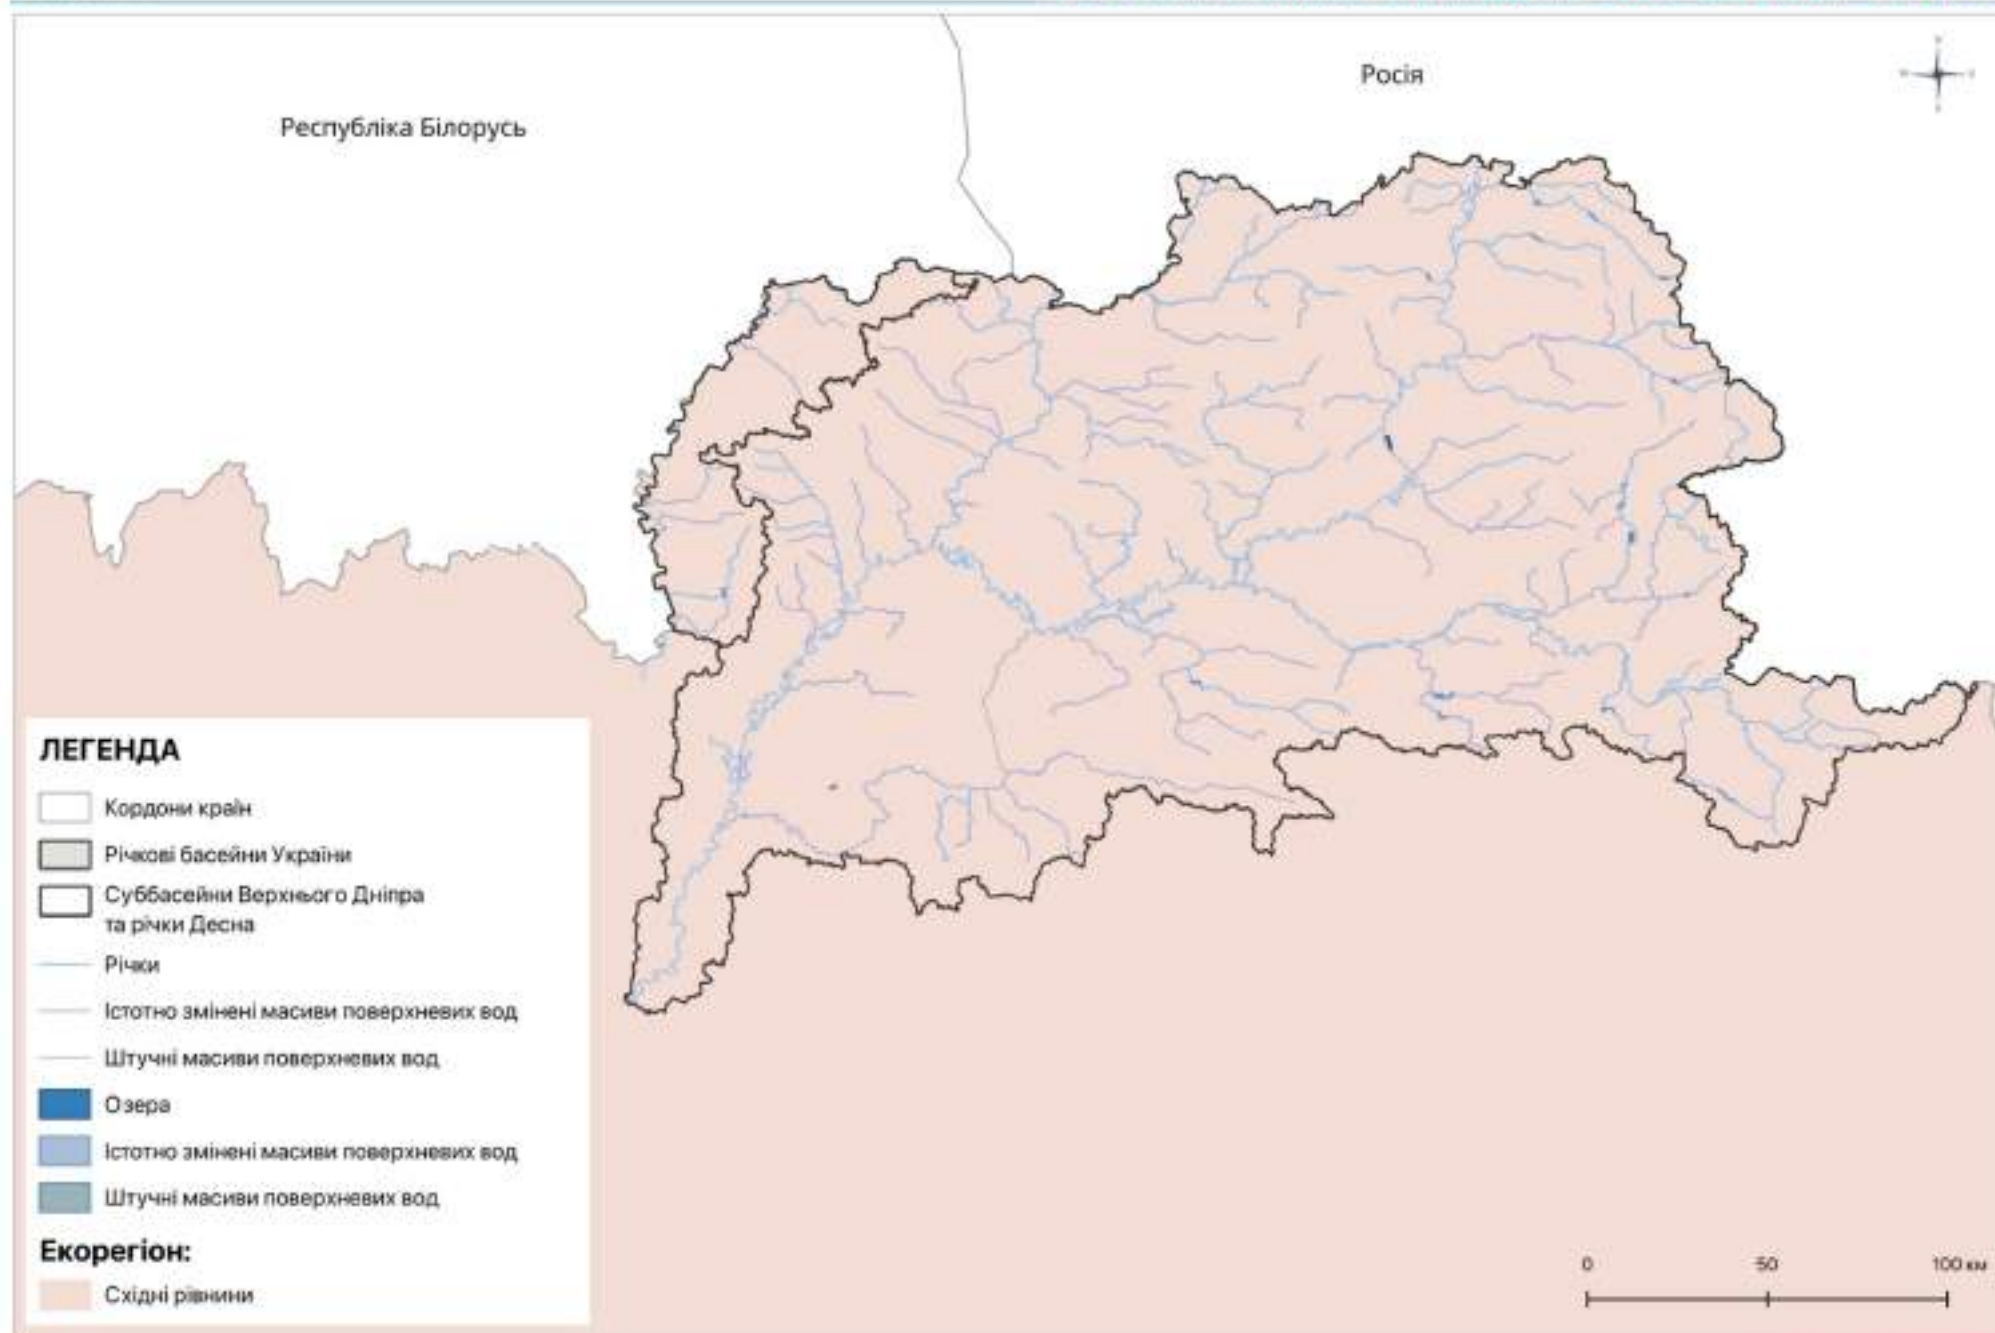 Росія
Республіка Білорусь
ЛЕГЕНДА
Кордони країн
Річкові басейни України
Суббасейни Верхнього Дніпра
та річки Десна
Річки
Істотно змінені масиви поверхневих вод
Штучні масиви поверхневих вод
Озера
Істотно змінені масиви поверхневих вод
Штучні масиви поверхневих вод
Екорегіон:
Східні рівнини
0 50 100 км